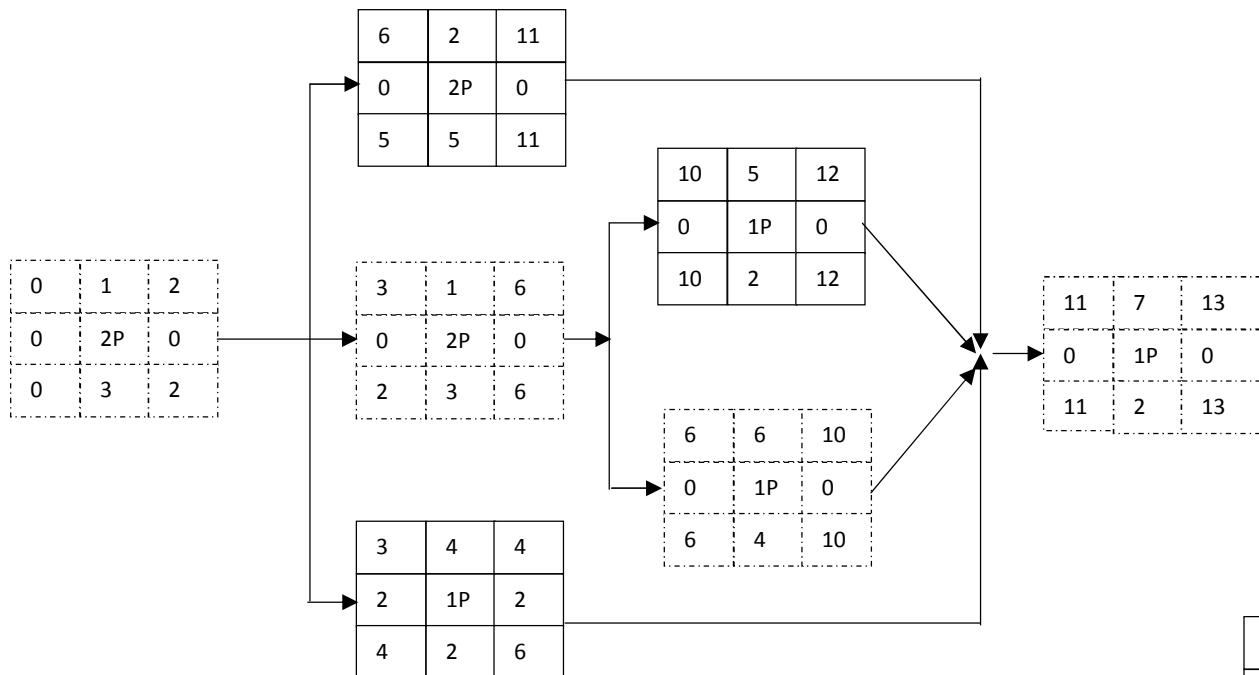 6 2 11
0 2P 0
5 5 11
10 5 12
0 1P 0
10 2 12
0 1 2
0 2P 0
0 3 2
3 1 6
0 2P 0
2 3 6
11 7 13
0 1P 0
11 2 13
6 6 10
0 1P 0
6 4 10
3 4 4
2 1P 2
4 2 6